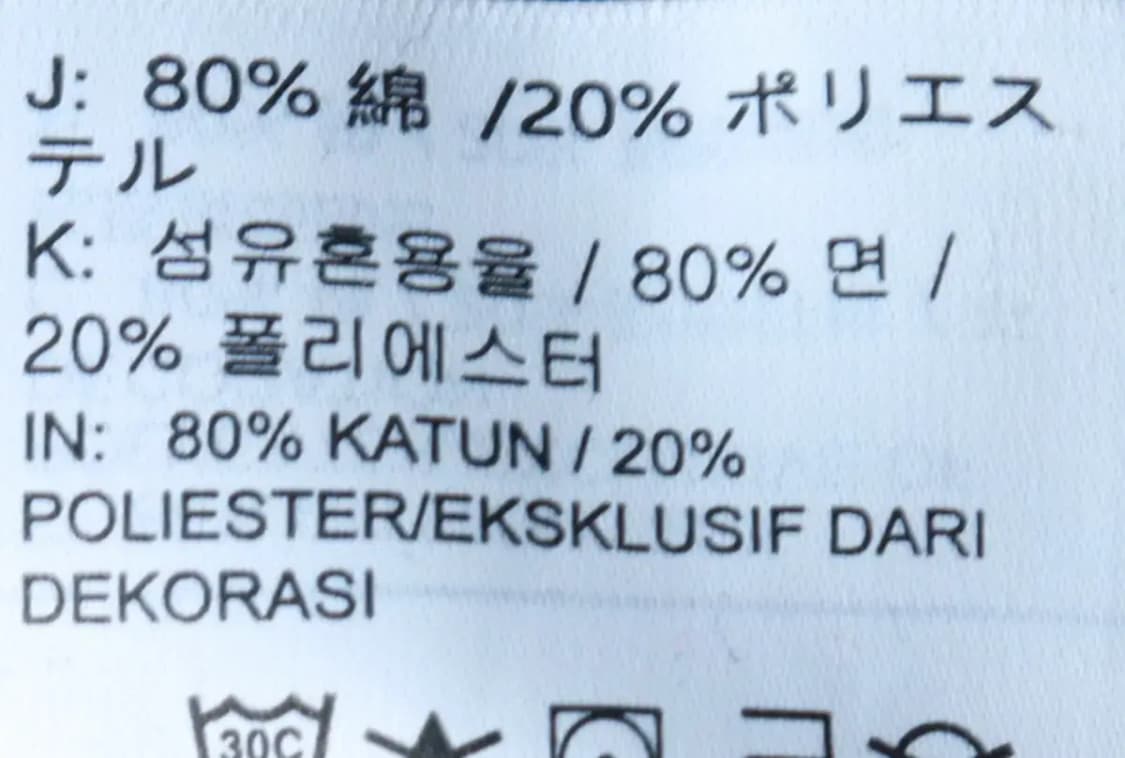 J: 80% 綿 /20% ポリエス
テル
K: 섬유혼용율 / 80% 면 /
20% 폴리에스터
IN: 80% KATUN / 20%
POLIESTER/EKSKLUSIF DARI
DEKORASI
30C